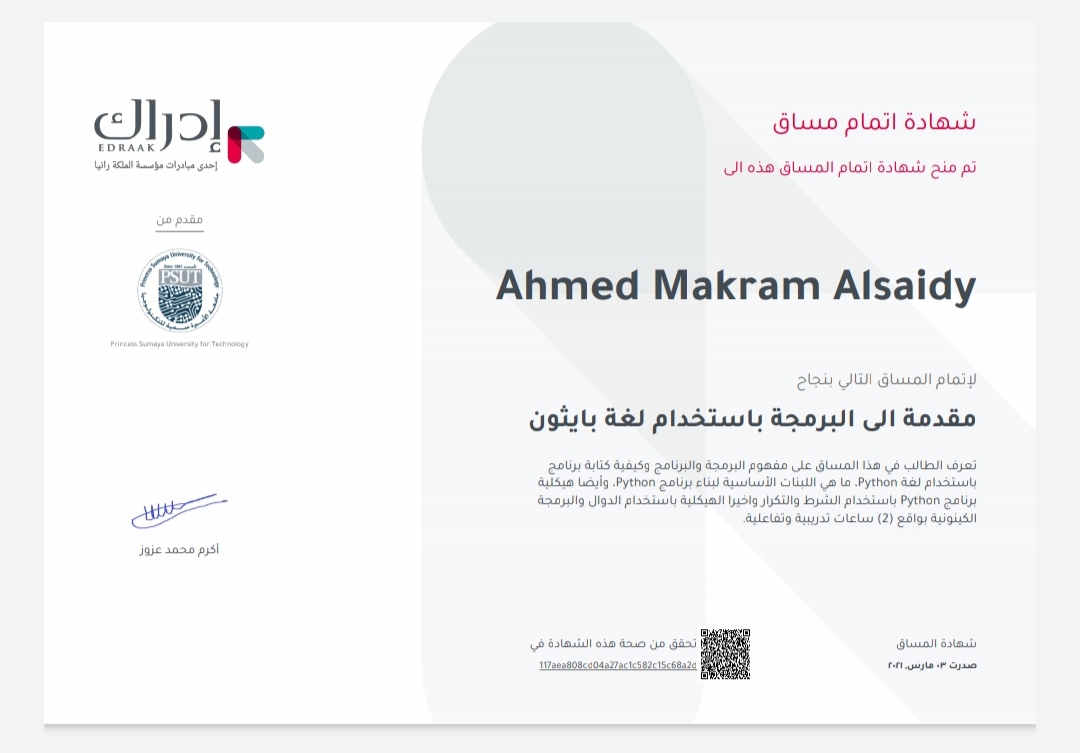 شهادة اتمام مساق
تم منح شهادة اتمام المساق هذه الى
Ahmed Makram Alsaidy
لإتمام المساق التالي بنجاح
مقدمة الى البرمجة باستخدام لغة بايثون
تعرف الطالب في هذا المساق على مفهوم البرمجة والبرنامج وكيفية كتابة برنامج
باستخدام لغة Python، ما هي اللبنات الأساسية لبناء برنامج Python، وأيضا هيكلية
برنامج Python باستخدام الشرط والتكرار واخيرا الهيكلية باستخدام الدوال والبرمجة
الكينونية بواقع (2) ساعات تدريبية وتفاعلية.
شهادة المساق
صدرت ٠٣ مارس, ٢٠٢١
تحقق من صحة هذه الشهادة في
117aea808cd04a27ac1c582c15c68a2d
إدراك
EDRAAK
إحدى مبادرات مؤسسة الملكة رانيا
مقدم من
Princess Sumaya University for Technology
PSUT
جامعة الأميرة سمية للتكنولوجيا
Princess Sumaya University for Technology
أكرم محمد عزوز